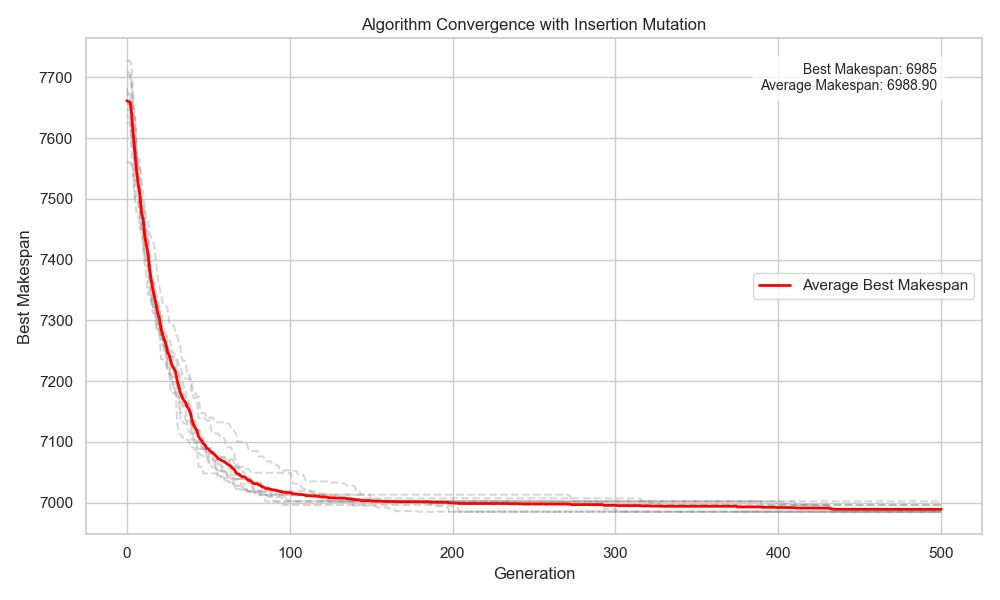 Algorithm Convergence with Insertion Mutation
Best Makespan: 6985
Average Makespan: 6988.90
Average Best Makespan
Best Makespan
7700
7600
7500
7400
7300
7200
7100
7000
0
100
200
300
400
500
Generation